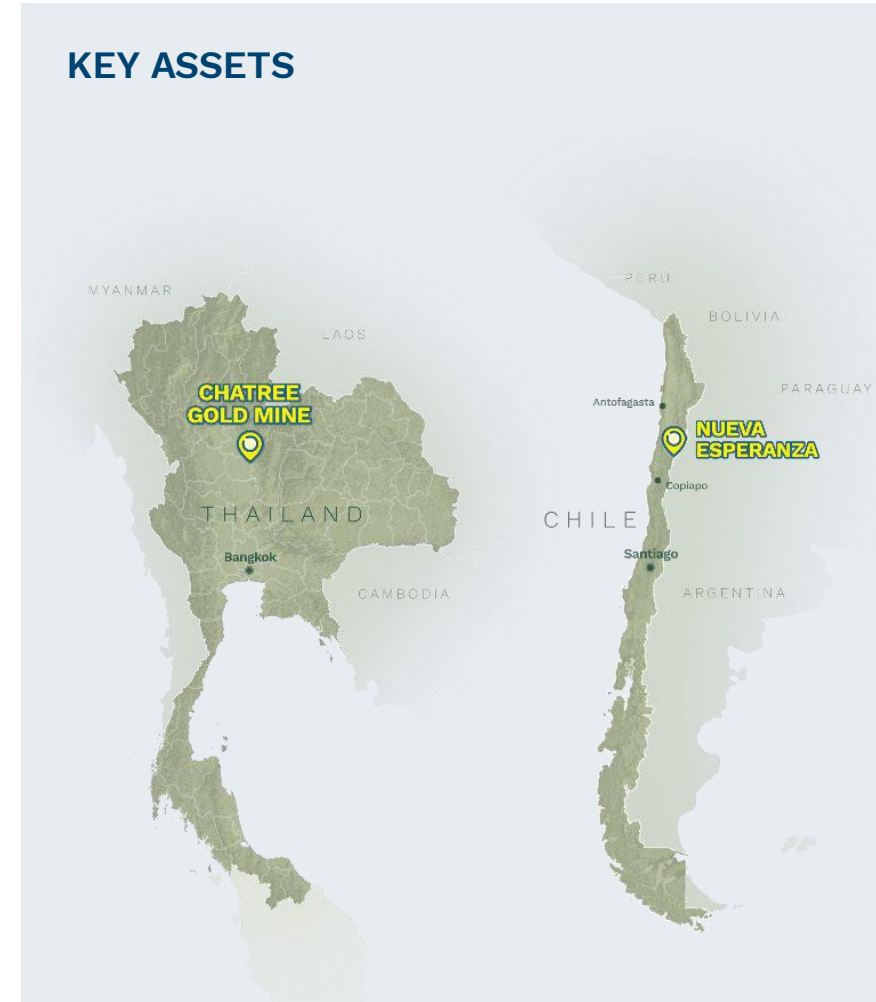 KEY ASSETS
MYANMAR
LAOS
CHATREE
GOLD MINE
THAILAND
Bangkok
CAMBODIA
PERU
BOLIVIA
PARAGUAY
Antofagasta
NUEVA
ESPERANZA
Copiapo
CHILE
Santiago
ARGENTINA